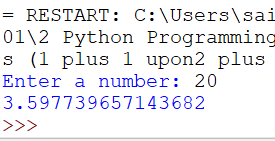 = RESTART: C:\Users\sai
01\2 Python Programming
s (1 plus 1 upon2 plus
Enter a number: 20
3.597739657143682
>>>